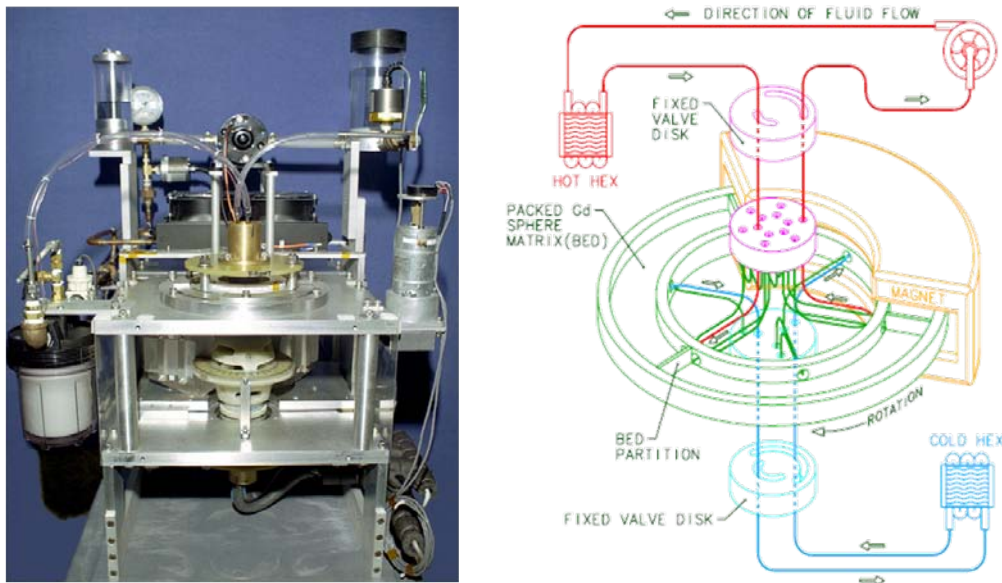 DIRECTION OF FLUID FLOW
FIXED
VALVE
DISK
HOT HEX
PACKED Gd
SPHERE
MATRIX(BED)
MAGNET
ROTATION
BED
PARTITION
COLD HEX
FIXED VALVE DISK